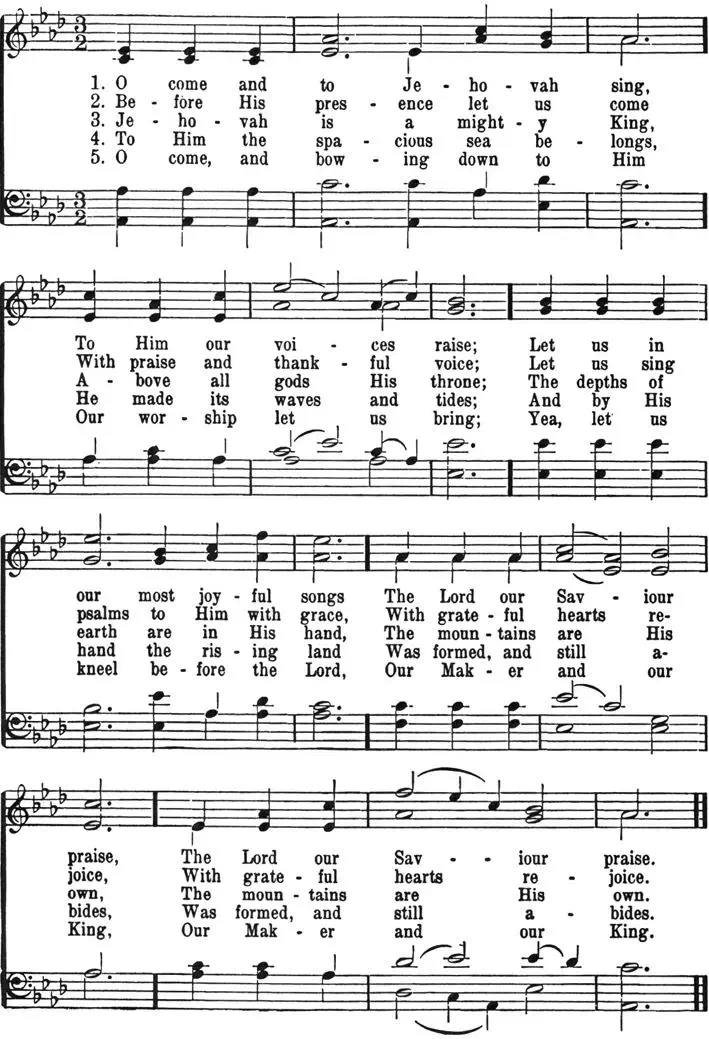 3
2
1. O come and to Je - ho - vah sing,
2. Be - fore His pres - ence let us come
3. Je - ho - vah is a might - y King,
4. To Him the spa - cious sea be - longs,
5. O come, and bow - ing down to Him
3
2
To Him our voi - ces raise; Let us in
With praise and thank - ful voice; Let us sing
A - bove all gods His throne; The depths of
He made its waves and tides; And by His
Our wor - ship let us bring; Yea, let us
our most joy - ful songs The Lord our Sav - iour
psalms to Him with grace, With grate - ful hearts re-
earth are in His hand, The moun - tains are His
hand the ris - ing land Was formed, and still a-
kneel be - fore the Lord, Our Mak - er and our
praise, The Lord our Sav - - iour praise.
joice, With grate - ful hearts re - joice.
own, The moun - tains are His own.
bides, Was formed, and still a - bides.
King, Our Mak - er and our King.